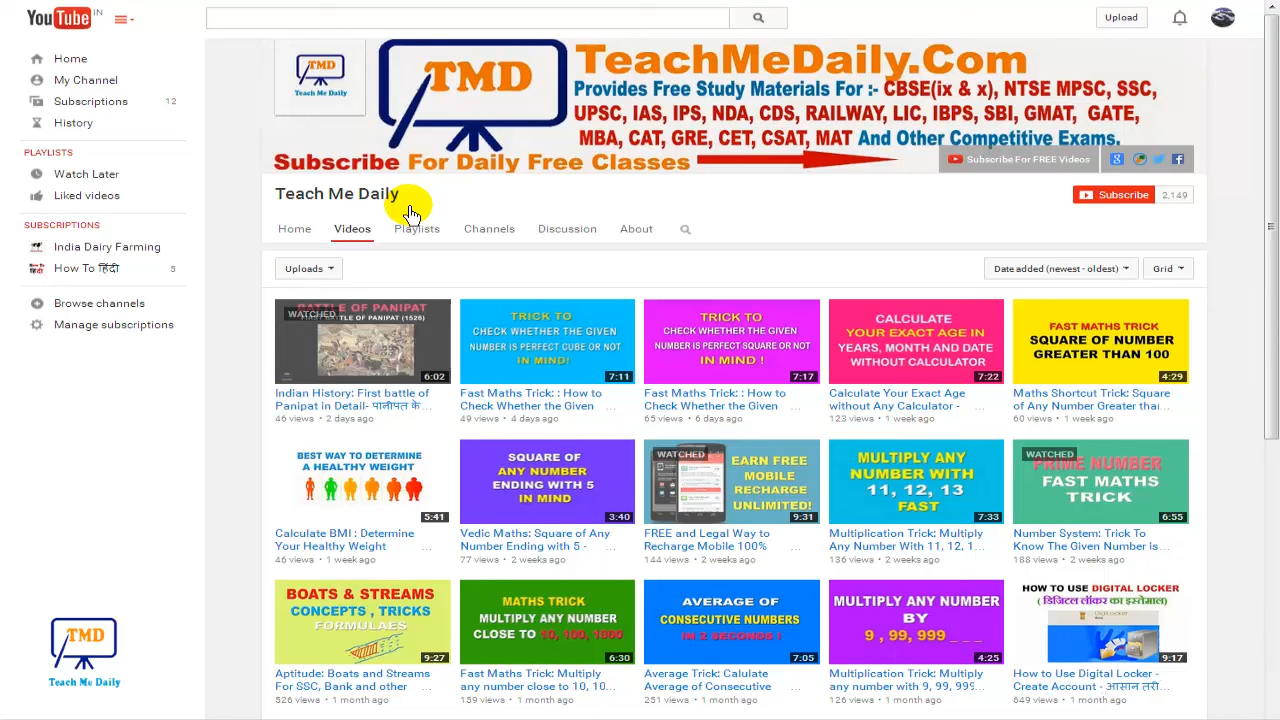 YouTube IN
Upload
Home
My Channel
Subscriptions 12
History
PLAYLISTS
Watch Later
Liked videos
SUBSCRIPTIONS
India Dairy Farming
How To हिंदी 5
Browse channels
Manage subscriptions
TMD
Teach Me Daily
TMD
TeachMeDaily.Com
Provides Free Study Materials For :- CBSE(ix & x), NTSE MPSC, SSC,
UPSC, IAS, IPS, NDA, CDS, RAILWAY, LIC, IBPS, SBI, GMAT, GATE,
MBA, CAT, GRE, CET, CSAT, MAT And Other Competitive Exams.
Subscribe For Daily Free Classes
Subscribe For FREE Videos
Teach Me Daily
Subscribe 2,149
Home Videos Playlists Channels Discussion About
Uploads
Date added (newest - oldest)
Grid
WATCHED
BATTLE OF PANIPAT
FIRST BATTLE OF PANIPAT (1526)
6:02
Indian History: First battle of
Panipat in Detail- पानीपत के ...
46 views • 2 days ago
TRICK TO
CHECK WHETHER THE GIVEN
NUMBER IS PERFECT CUBE OR NOT
IN MIND!
7:11
Fast Maths Trick: : How to
Check Whether the Given ...
49 views • 4 days ago
TRICK TO
CHECK WHETHER THE GIVEN
NUMBER IS PERFECT SQUARE OR NOT
IN MIND !
7:17
Fast Maths Trick: : How to
Check Whether the Given ...
65 views • 6 days ago
CALCULATE
YOUR EXACT AGE IN
YEARS, MONTH AND DATE
WITHOUT CALCULATOR
7:22
Calculate Your Exact Age
without Any Calculator - ...
123 views • 1 week ago
FAST MATHS TRICK
SQUARE OF NUMBER
GREATER THAN 100
4:29
Maths Shortcut Trick: Square
of Any Number Greater than...
60 views • 1 week ago
BEST WAY TO DETERMINE
A HEALTHY WEIGHT
5:41
Calculate BMI : Determine
Your Healthy Weight ...
46 views • 1 week ago
SQUARE OF
ANY NUMBER
ENDING WITH 5
IN MIND
3:40
Vedic Maths: Square of Any
Number Ending with 5 - ...
77 views • 2 weeks ago
WATCHED
EARN FREE
MOBILE
RECHARGE
UNLIMITED!
9:31
FREE and Legal Way to
Recharge Mobile 100% ...
144 views • 2 weeks ago
MULTIPLY ANY
NUMBER WITH
11, 12, 13
FAST
7:33
Multiplication Trick: Multiply
Any Number With 11, 12, 1...
136 views • 2 weeks ago
WATCHED
PRIME NUMBER
FAST MATHS
TRICK
6:55
Number System: Trick To
Know The Given Number is...
188 views • 2 weeks ago
BOATS & STREAMS
CONCEPTS , TRICKS
FORMULAES
9:27
Aptitude: Boats and Streams
For SSC, Bank and other ...
526 views • 1 month ago
MATHS TRICK
MULTIPLY ANY NUMBER
CLOSE TO 10, 100, 1000
6:30
Fast Maths Trick: Multiply
any number close to 10, 10...
159 views • 1 month ago
AVERAGE OF
CONSECUTIVE NUMBERS
IN 2 SECONDS !
7:05
Average Trick: Calulate
Average of Consecutive ...
251 views • 1 month ago
MULTIPLY ANY NUMBER
BY
9 , 99, 999 _ _ _
4:25
Multiplication Trick: Multiply
any number with 9, 99, 999...
126 views • 1 month ago
HOW TO USE DIGITAL LOCKER
( डिजिटल लॉकर का इस्तेमाल)
9:17
How to Use Digital Locker -
Create Account - आसान तरी...
649 views • 1 month ago
TMD
Teach Me Daily